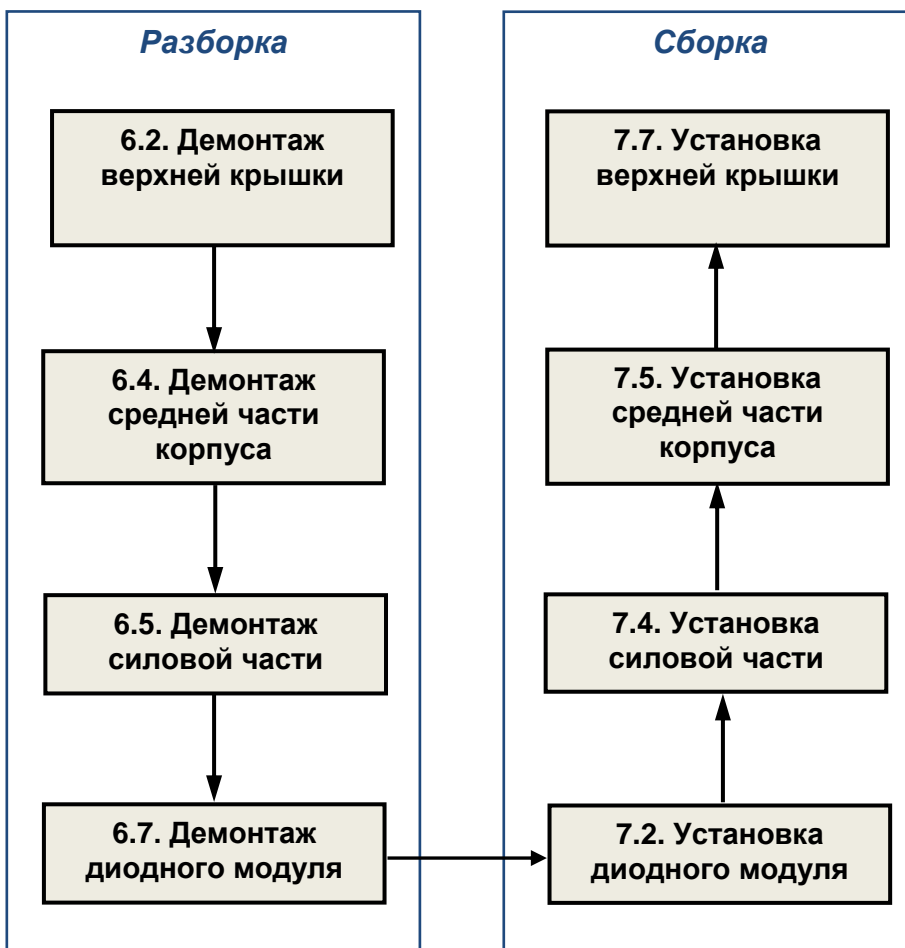 Разборка
6.2. Демонтаж
верхней крышки
6.4. Демонтаж
средней части
корпуса
6.5. Демонтаж
силовой части
6.7. Демонтаж
диодного модуля
Сборка
7.7. Установка
верхней крышки
7.5. Установка
средней части
корпуса
7.4. Установка
силовой части
7.2. Установка
диодного модуля